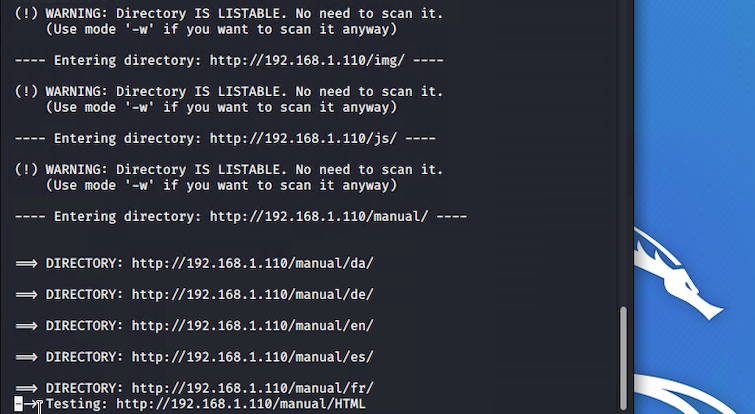 (!) WARNING: Directory IS LISTABLE. No need to scan it.
(Use mode '-w' if you want to scan it anyway)
---- Entering directory: http://192.168.1.110/img/ ----
(!) WARNING: Directory IS LISTABLE. No need to scan it.
(Use mode '-w' if you want to scan it anyway)
---- Entering directory: http://192.168.1.110/js/ ----
(!) WARNING: Directory IS LISTABLE. No need to scan it.
(Use mode '-w' if you want to scan it anyway)
---- Entering directory: http://192.168.1.110/manual/ ----
==> DIRECTORY: http://192.168.1.110/manual/da/
==> DIRECTORY: http://192.168.1.110/manual/de/
==> DIRECTORY: http://192.168.1.110/manual/en/
==> DIRECTORY: http://192.168.1.110/manual/es/
==> DIRECTORY: http://192.168.1.110/manual/fr/
--> Testing: http://192.168.1.110/manual/HTML